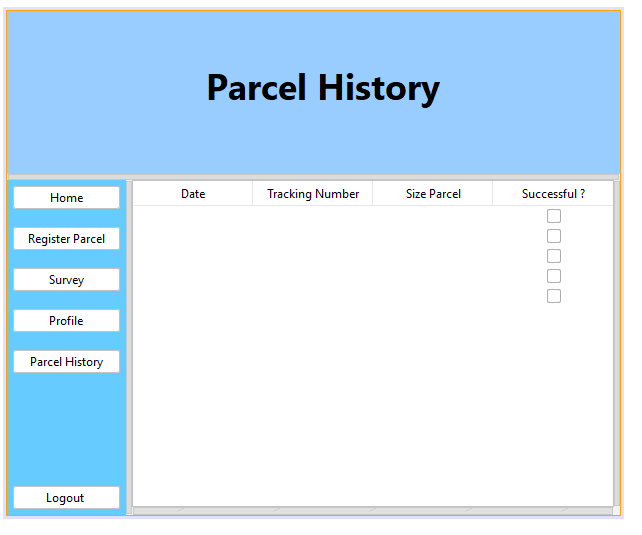 Parcel History
Home
Register Parcel
Survey
Profile
Parcel History
Logout
Date Tracking Number Size Parcel Successful ?